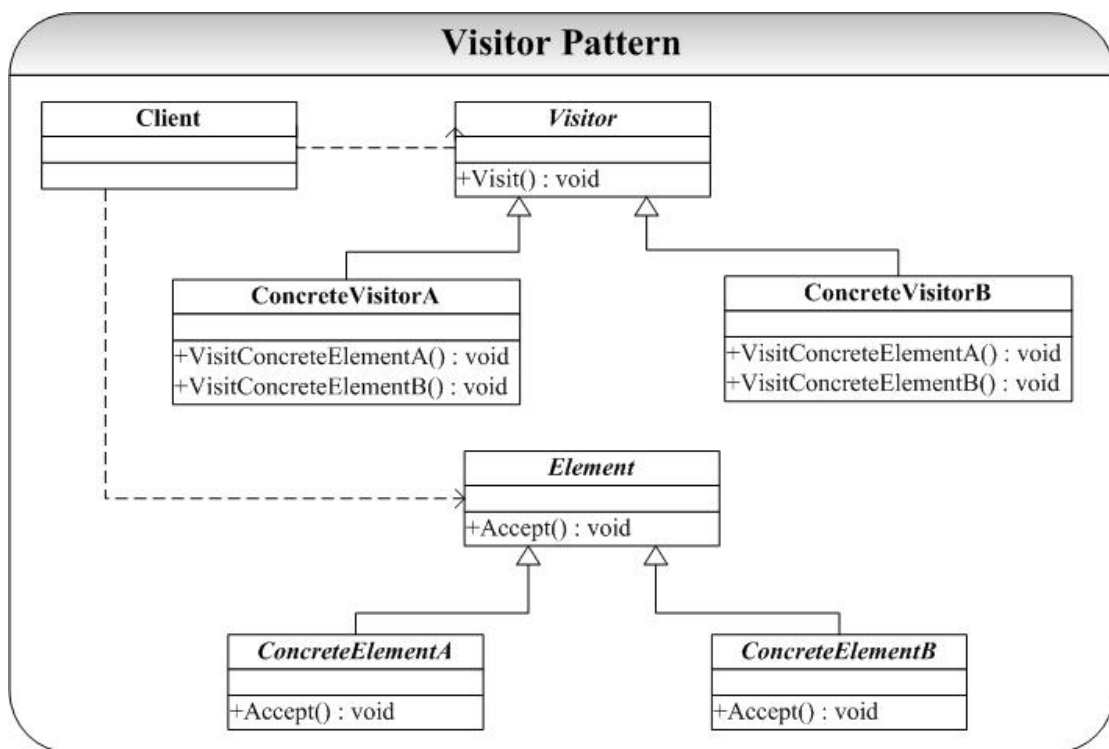 Visitor Pattern
Client
Visitor
+Visit() : void
ConcreteVisitorA
+VisitConcreteElementA() : void
+VisitConcreteElementB() : void
ConcreteVisitorB
+VisitConcreteElementA() : void
+VisitConcreteElementB() : void
Element
+Accept() : void
ConcreteElementA
+Accept() : void
ConcreteElementB
+Accept() : void